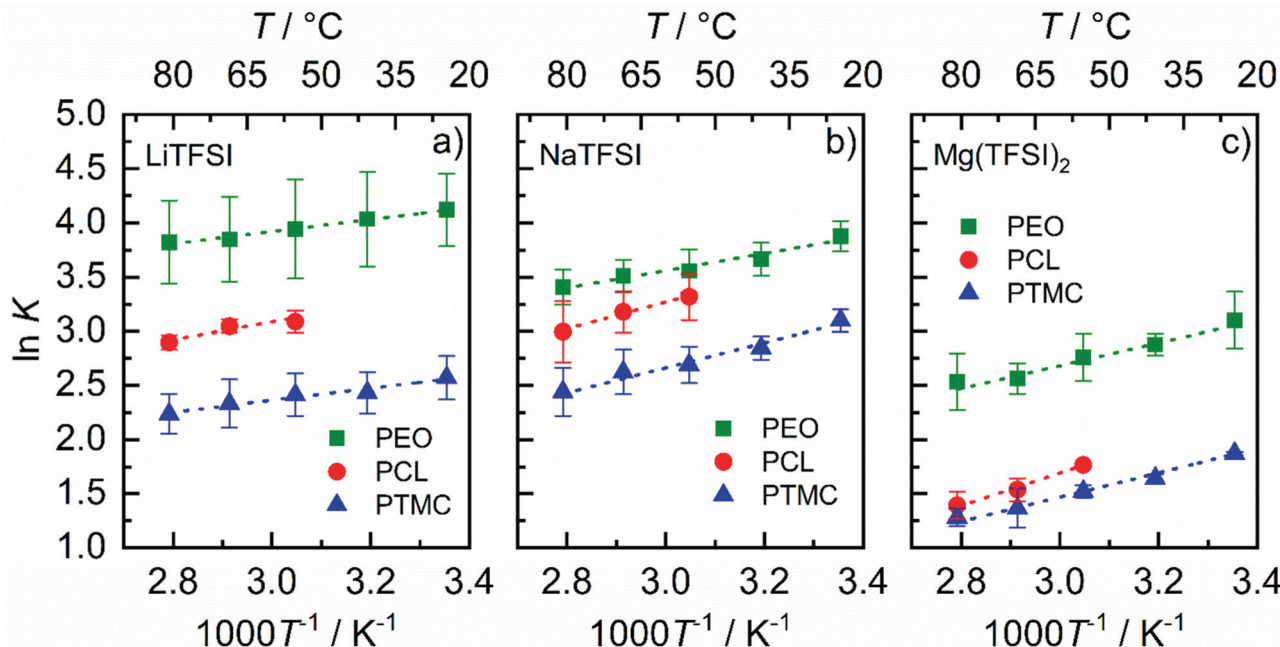 T / °C T / °C T / °C
80 65 50 35 20 80 65 50 35 20 80 65 50 35 20
5.0
4.5
4.0
3.5
3.0
2.5
2.0
1.5
1.0
ln K
LiTFSI a)
PEO
PCL
PTMC
NaTFSI b)
PEO
PCL
PTMC
Mg(TFSI)₂ c)
PEO
PCL
PTMC
2.8 3.0 3.2 3.4 2.8 3.0 3.2 3.4 2.8 3.0 3.2 3.4
1000T⁻¹ / K⁻¹ 1000T⁻¹ / K⁻¹ 1000T⁻¹ / K⁻¹